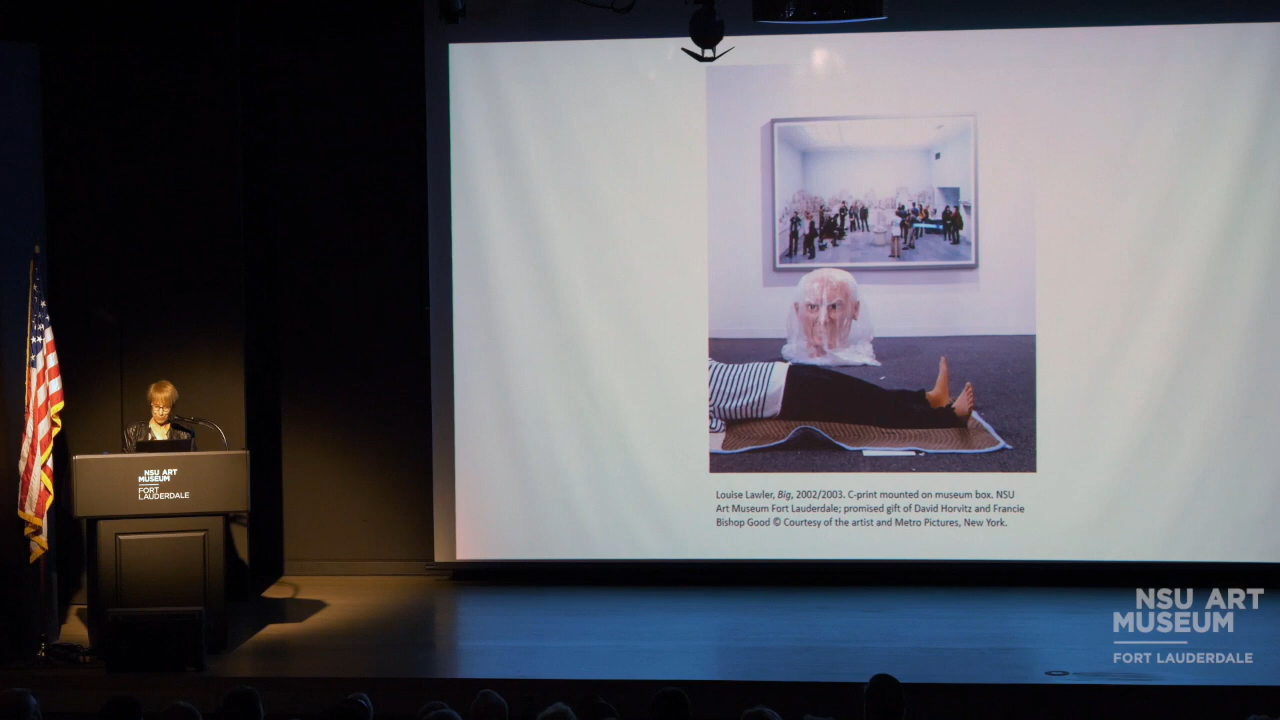 Louise Lawler, Big, 2002/2003. C-print mounted on museum box. NSU
Art Museum Fort Lauderdale; promised gift of David Horvitz and Francie
Bishop Good © Courtesy of the artist and Metro Pictures, New York.
NSU ART
MUSEUM
FORT
LAUDERDALE
NSU ART
MUSEUM
FORT LAUDERDALE